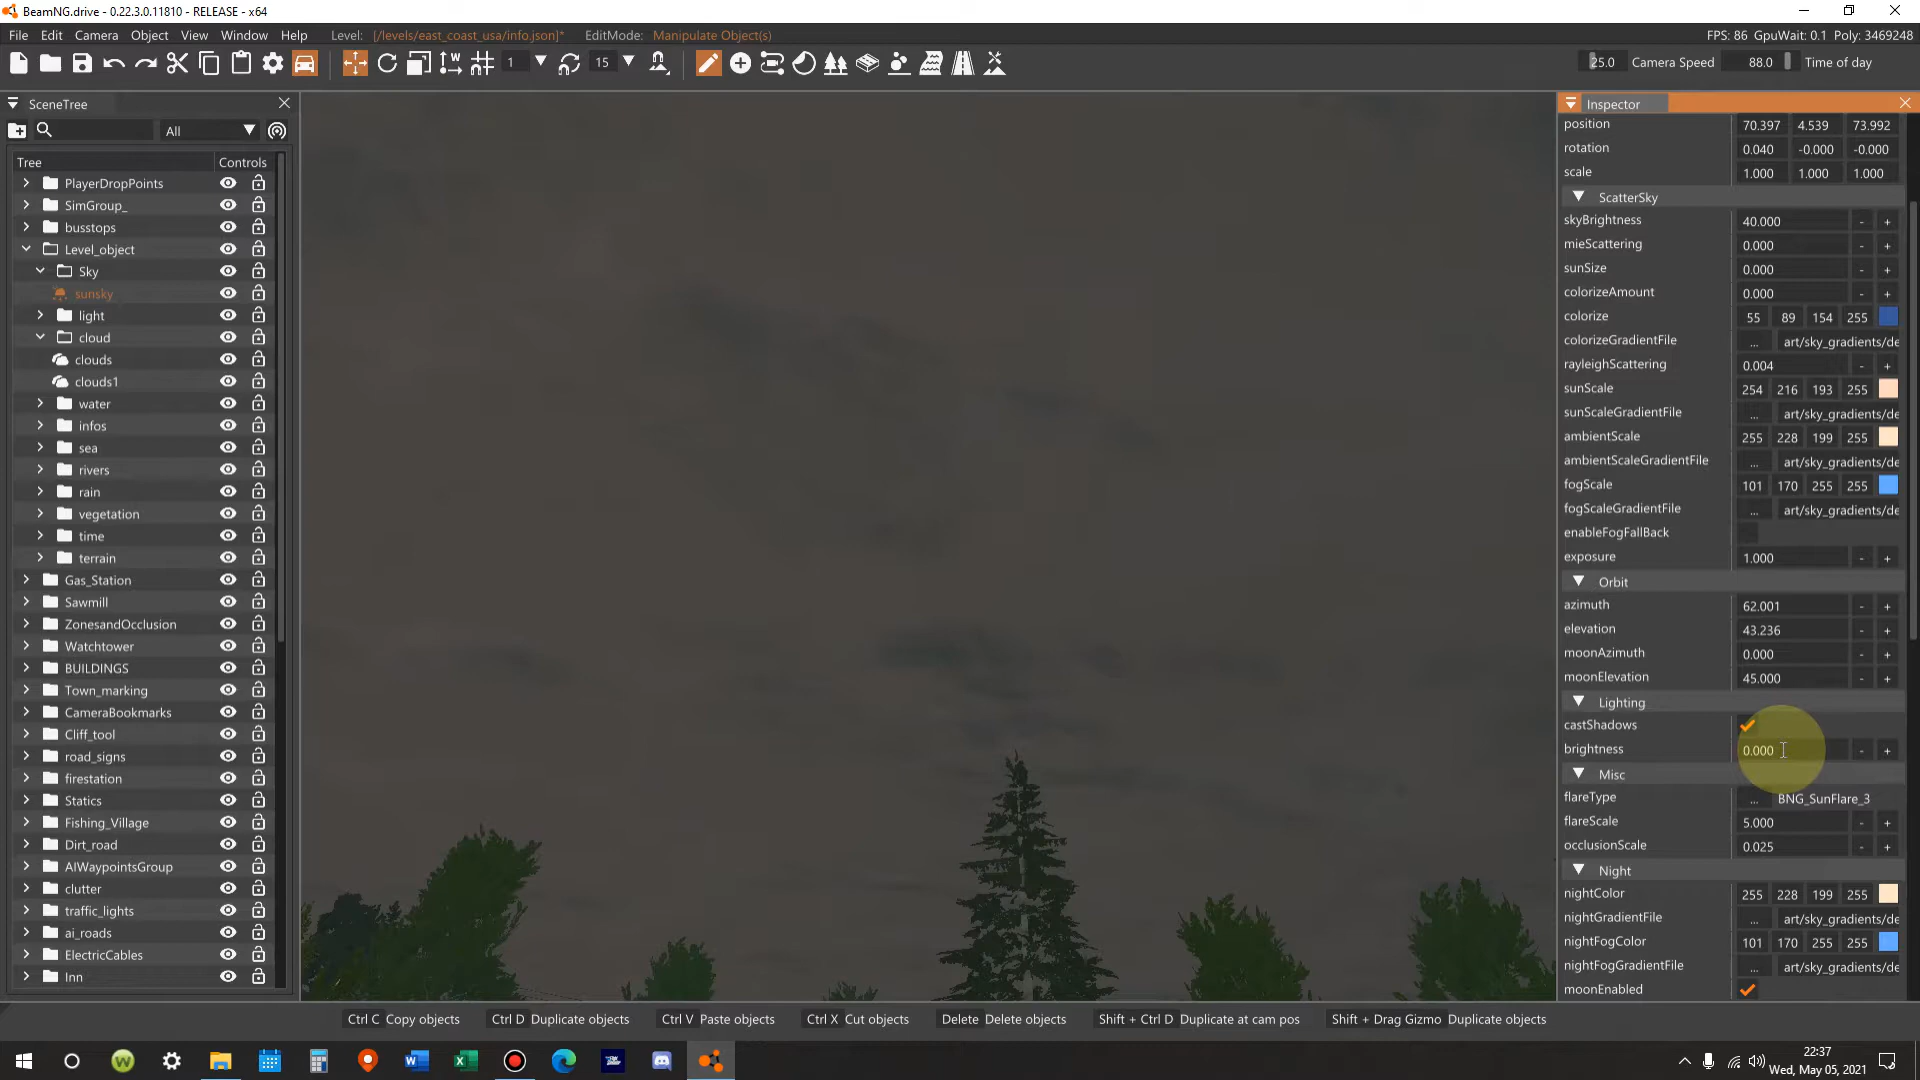 BeamNG.drive - 0.22.3.0.11810 - RELEASE - x64
File Edit Camera Object View Window Help Level: [/levels/east_coast_usa/info.json]* EditMode: Manipulate Object(s) FPS: 86 GpuWait: 0.1 Poly: 3469248
1 15 25.0 Camera Speed 88.0 Time of day
SceneTree
All
Tree Controls
PlayerDropPoints
SimGroup_
busstops
Level_object
Sky
sunsky
light
cloud
clouds
clouds1
water
infos
sea
rivers
rain
vegetation
time
terrain
Gas_Station
Sawmill
ZonesandOcclusion
Watchtower
BUILDINGS
Town_marking
CameraBookmarks
Cliff_tool
road_signs
firestation
Statics
Fishing_Village
Dirt_road
AIWaypointsGroup
clutter
traffic_lights
ai_roads
ElectricCables
Inn
Inspector
position 70.397 4.539 73.992
rotation 0.040 -0.000 -0.000
scale 1.000 1.000 1.000
ScatterSky
skyBrightness 40.000 - +
mieScattering 0.000 - +
sunSize 0.000 - +
colorizeAmount 0.000 - +
colorize 55 89 154 255
colorizeGradientFile ... art/sky_gradients/de
rayleighScattering 0.004 - +
sunScale 254 216 193 255
sunScaleGradientFile ... art/sky_gradients/de
ambientScale 255 228 199 255
ambientScaleGradientFile ... art/sky_gradients/de
fogScale 101 170 255 255
fogScaleGradientFile ... art/sky_gradients/de
enableFogFallBack
exposure 1.000 - +
Orbit
azimuth 62.001 - +
elevation 43.236 - +
moonAzimuth 0.000 - +
moonElevation 45.000 - +
Lighting
castShadows
brightness 0.000 - +
Misc
flareType ... BNG_SunFlare_3
flareScale 5.000 - +
occlusionScale 0.025 - +
Night
nightColor 255 228 199 255
nightGradientFile ... art/sky_gradients/de
nightFogColor 101 170 255 255
nightFogGradientFile ... art/sky_gradients/de
moonEnabled
Ctrl C Copy objects Ctrl D Duplicate objects Ctrl V Paste objects Ctrl X Cut objects Delete Delete objects Shift + Ctrl D Duplicate at cam pos Shift + Drag Gizmo Duplicate objects
22:37
Wed, May 05, 2021